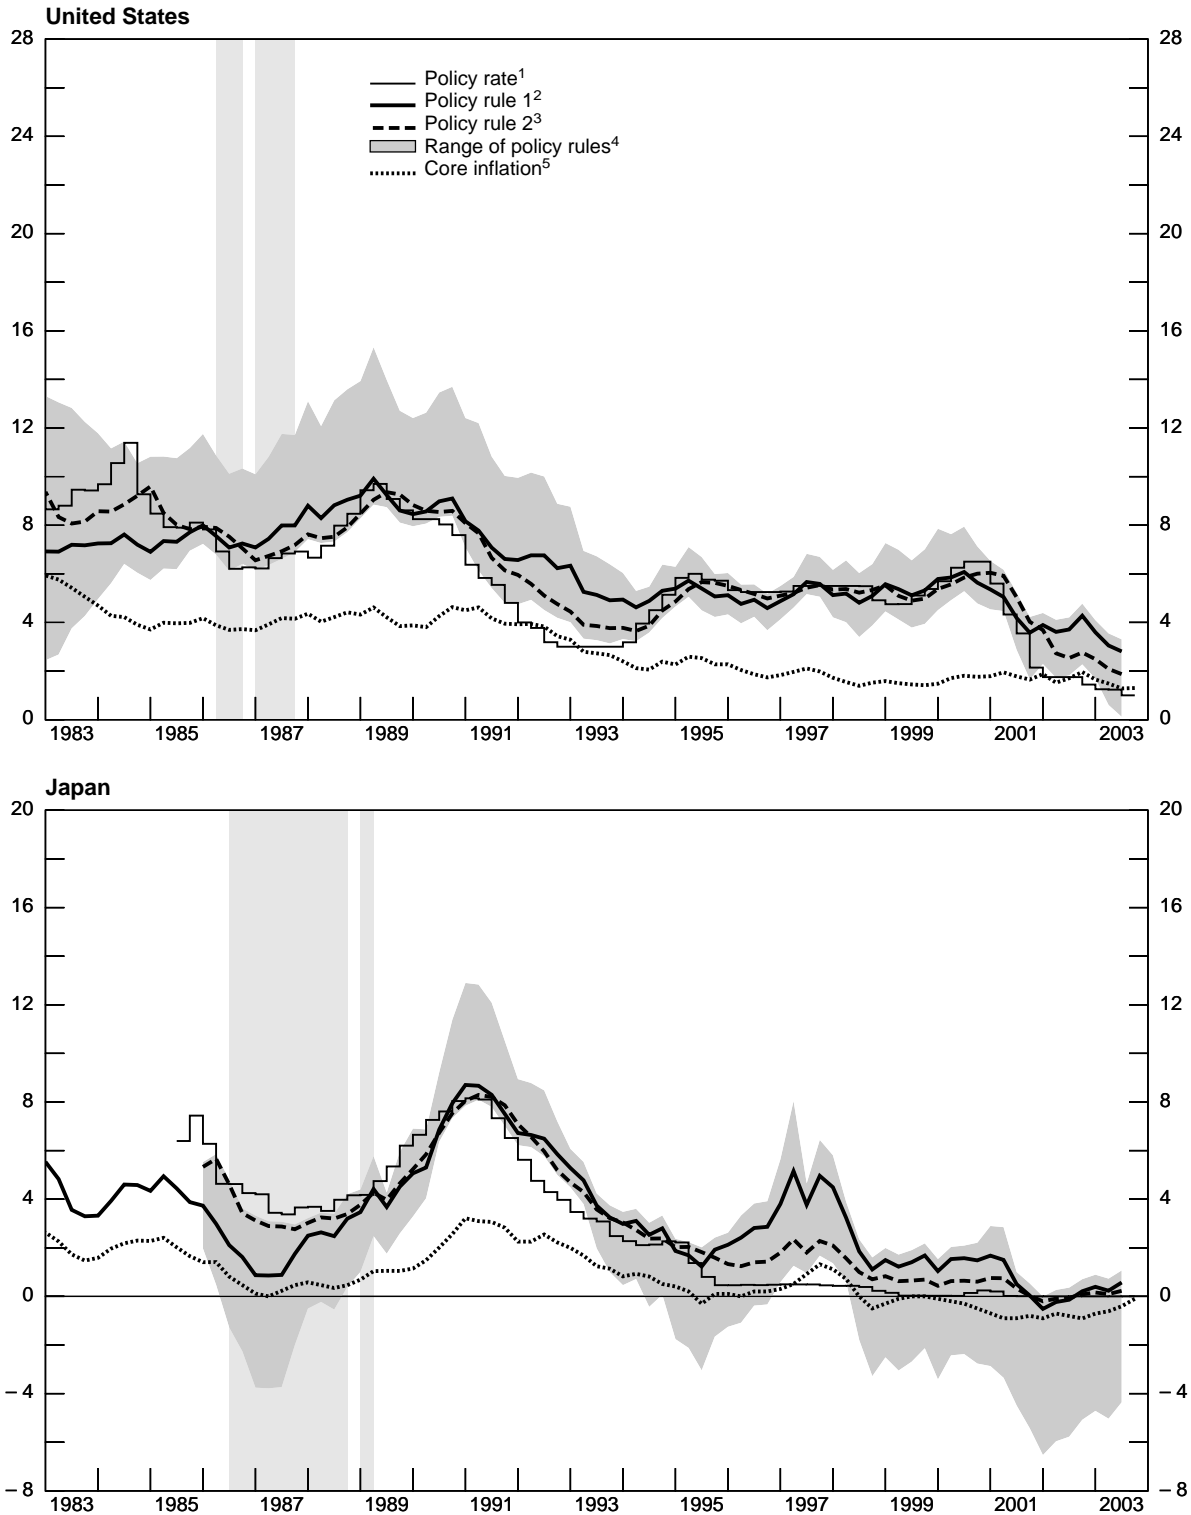 United States
28 28
Policy rate1
Policy rule 12
Policy rule 23
24 24
Range of policy rules4
Core inflation5
20 20
16 16
12 12
8 8
4 4
0 0
1983 1985 1987 1989 1991 1993 1995 1997 1999 2001 2003
Japan
20 20
16 16
12 12
8 8
4 4
0 0
– 4 – 4
– 8 – 8
1983 1985 1987 1989 1991 1993 1995 1997 1999 2001 2003